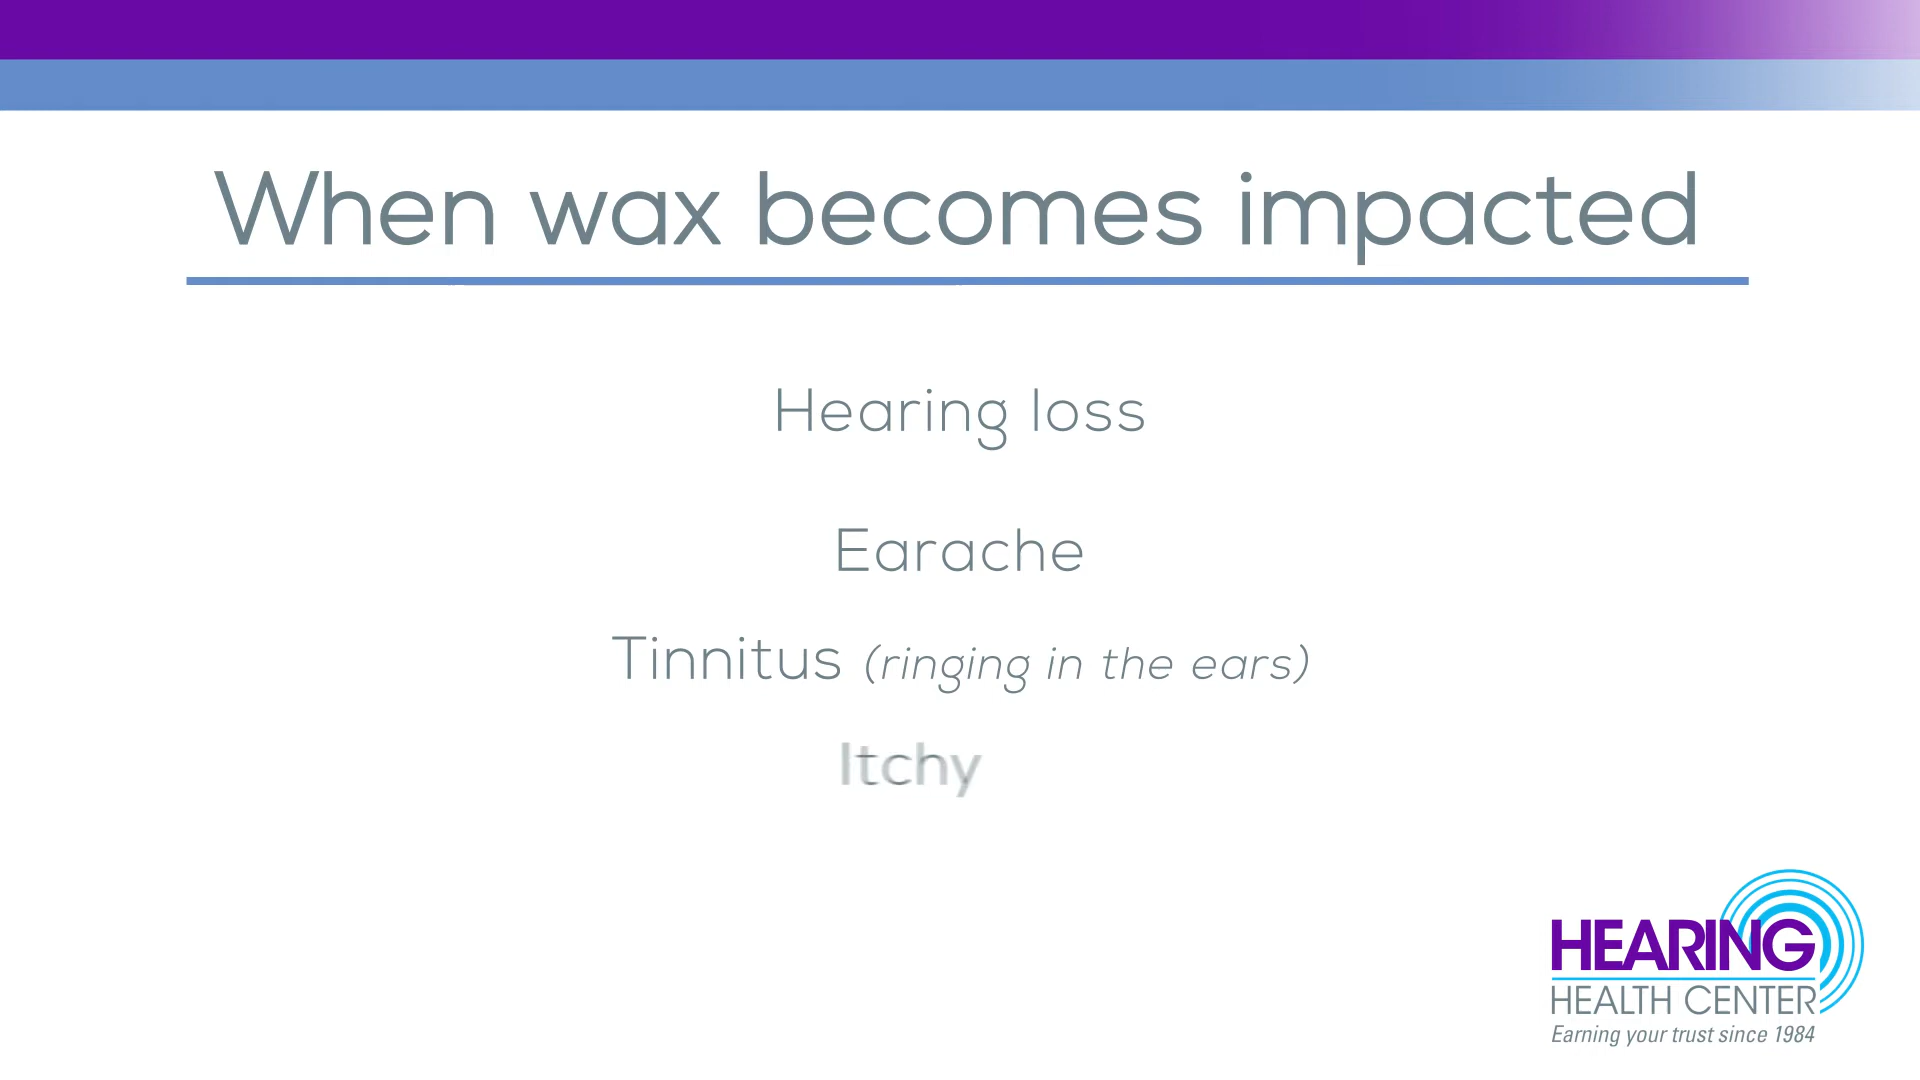 When wax becomes impacted
Hearing loss
Earache
Tinnitus (ringing in the ears)
Itchy
HEARING
HEALTH CENTER
Earning your trust since 1984